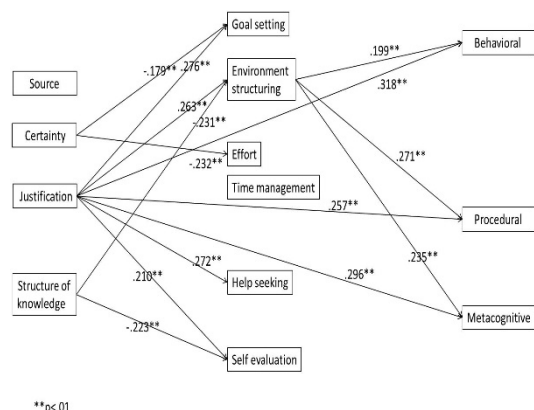 Goal setting
-.179**
.276**
Behavioral
.199**
Source
Environment
structuring
.318**
.263**
-.231**
Certainty
Effort
-.232**
.271**
Time management
Justification
.257**
Procedural
.235**
.272**
.296**
.210**
Structure of
knowledge
Help seeking
Metacognitive
-.223**
Self evaluation
**p<.01